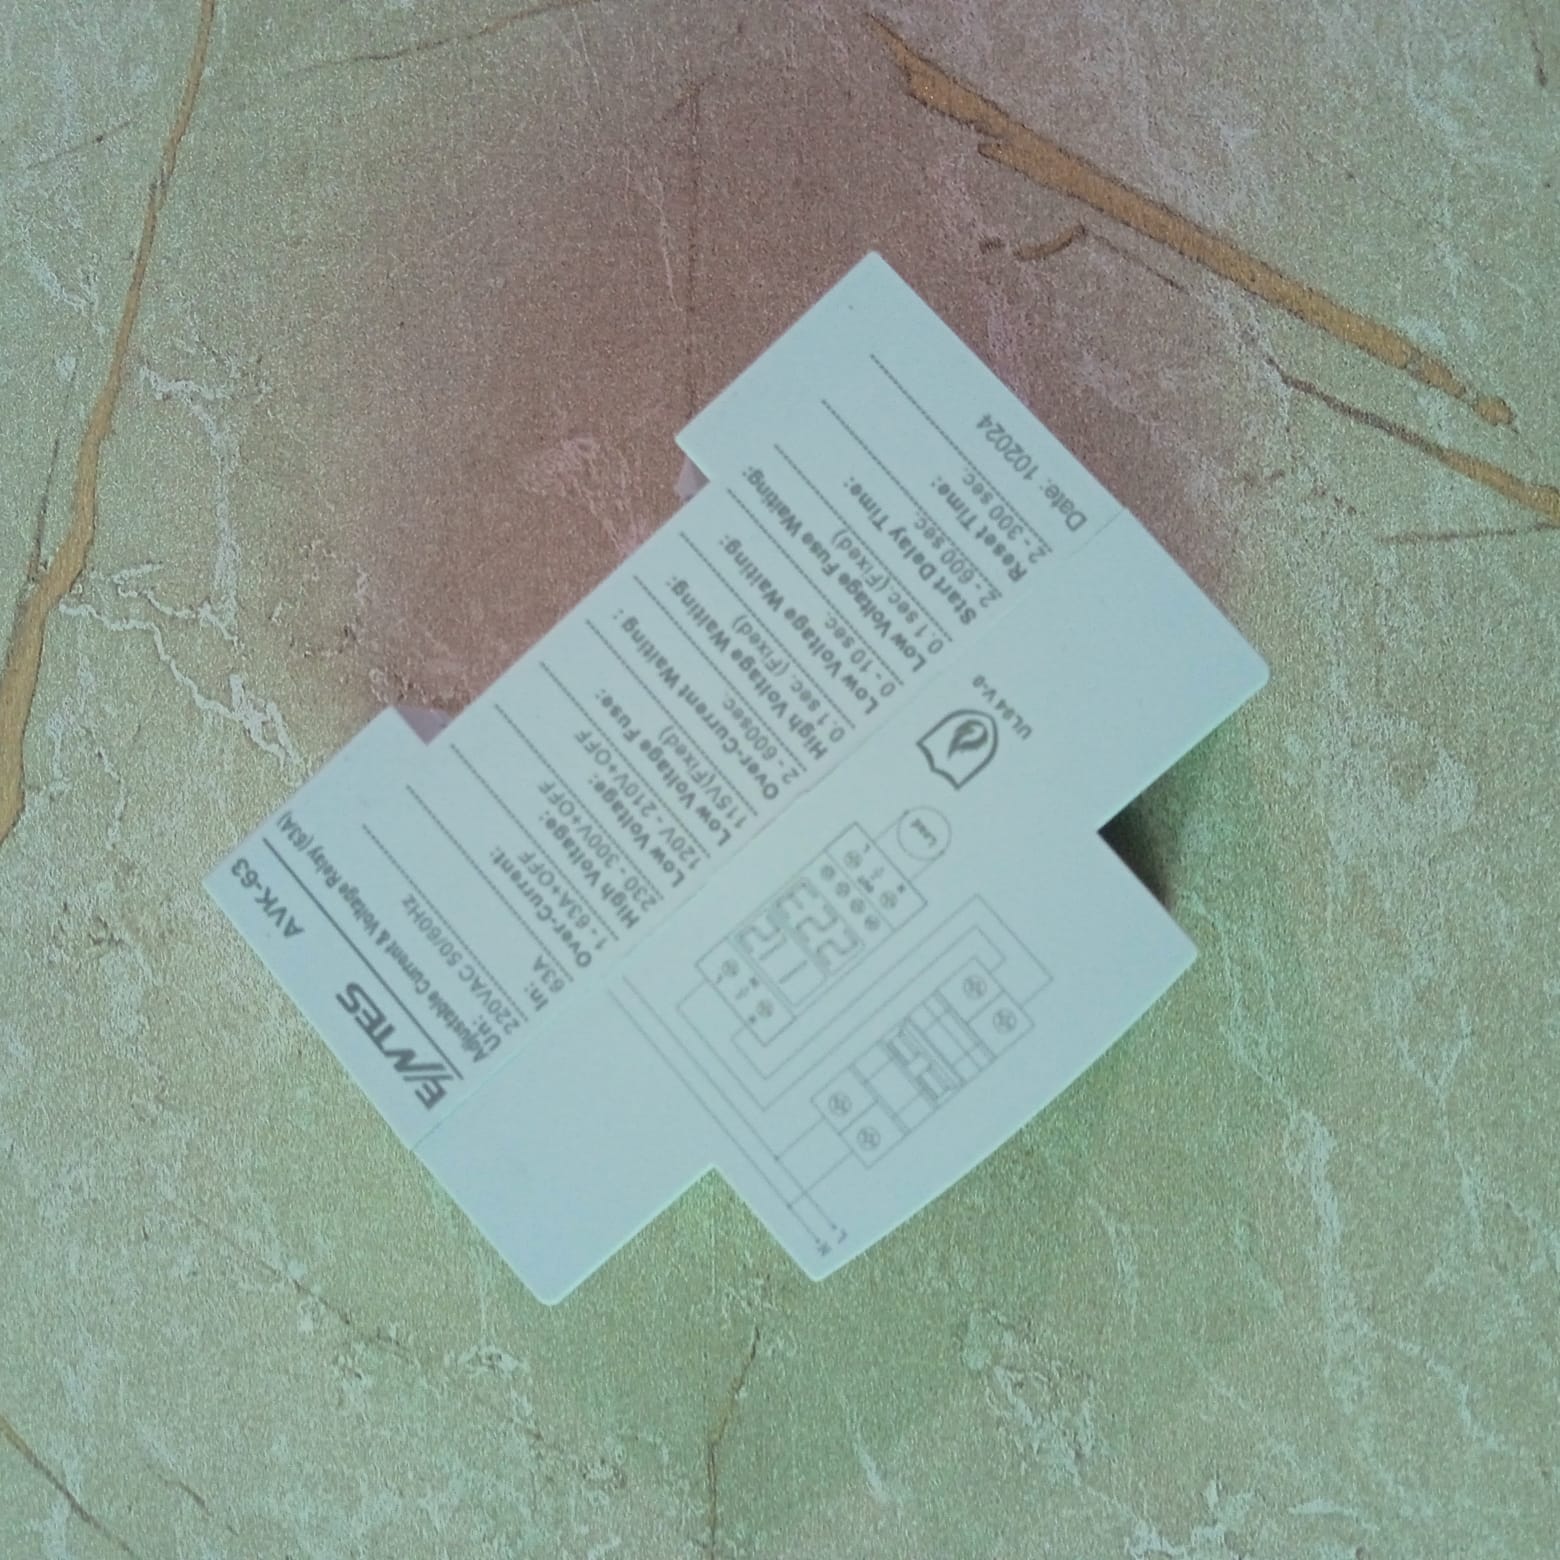 ENTES
AVK-63
Adjustable Current & Voltage Relay (63A)
Un:
220VAC 50/60Hz
In:
63A
Over-Current:
1 - 63A+OFF
High Voltage:
230 - 300V+OFF
Low Voltage:
120V - 210V+OFF
Low Voltage Fuse:
115V(Fixed)
Over-Current Waiting :
2 - 600sec.
High Voltage Waiting:
0.1 sec. (Fixed)
Low Voltage Waiting:
0 - 10 sec.
Low Voltage Fuse Waiting:
0.1 sec.(Fixed)
Start Delay Time:
2 - 600 sec.
Reset Time:
2 - 300 sec.
Date: 102024
N
L
Load
UL94 V-0